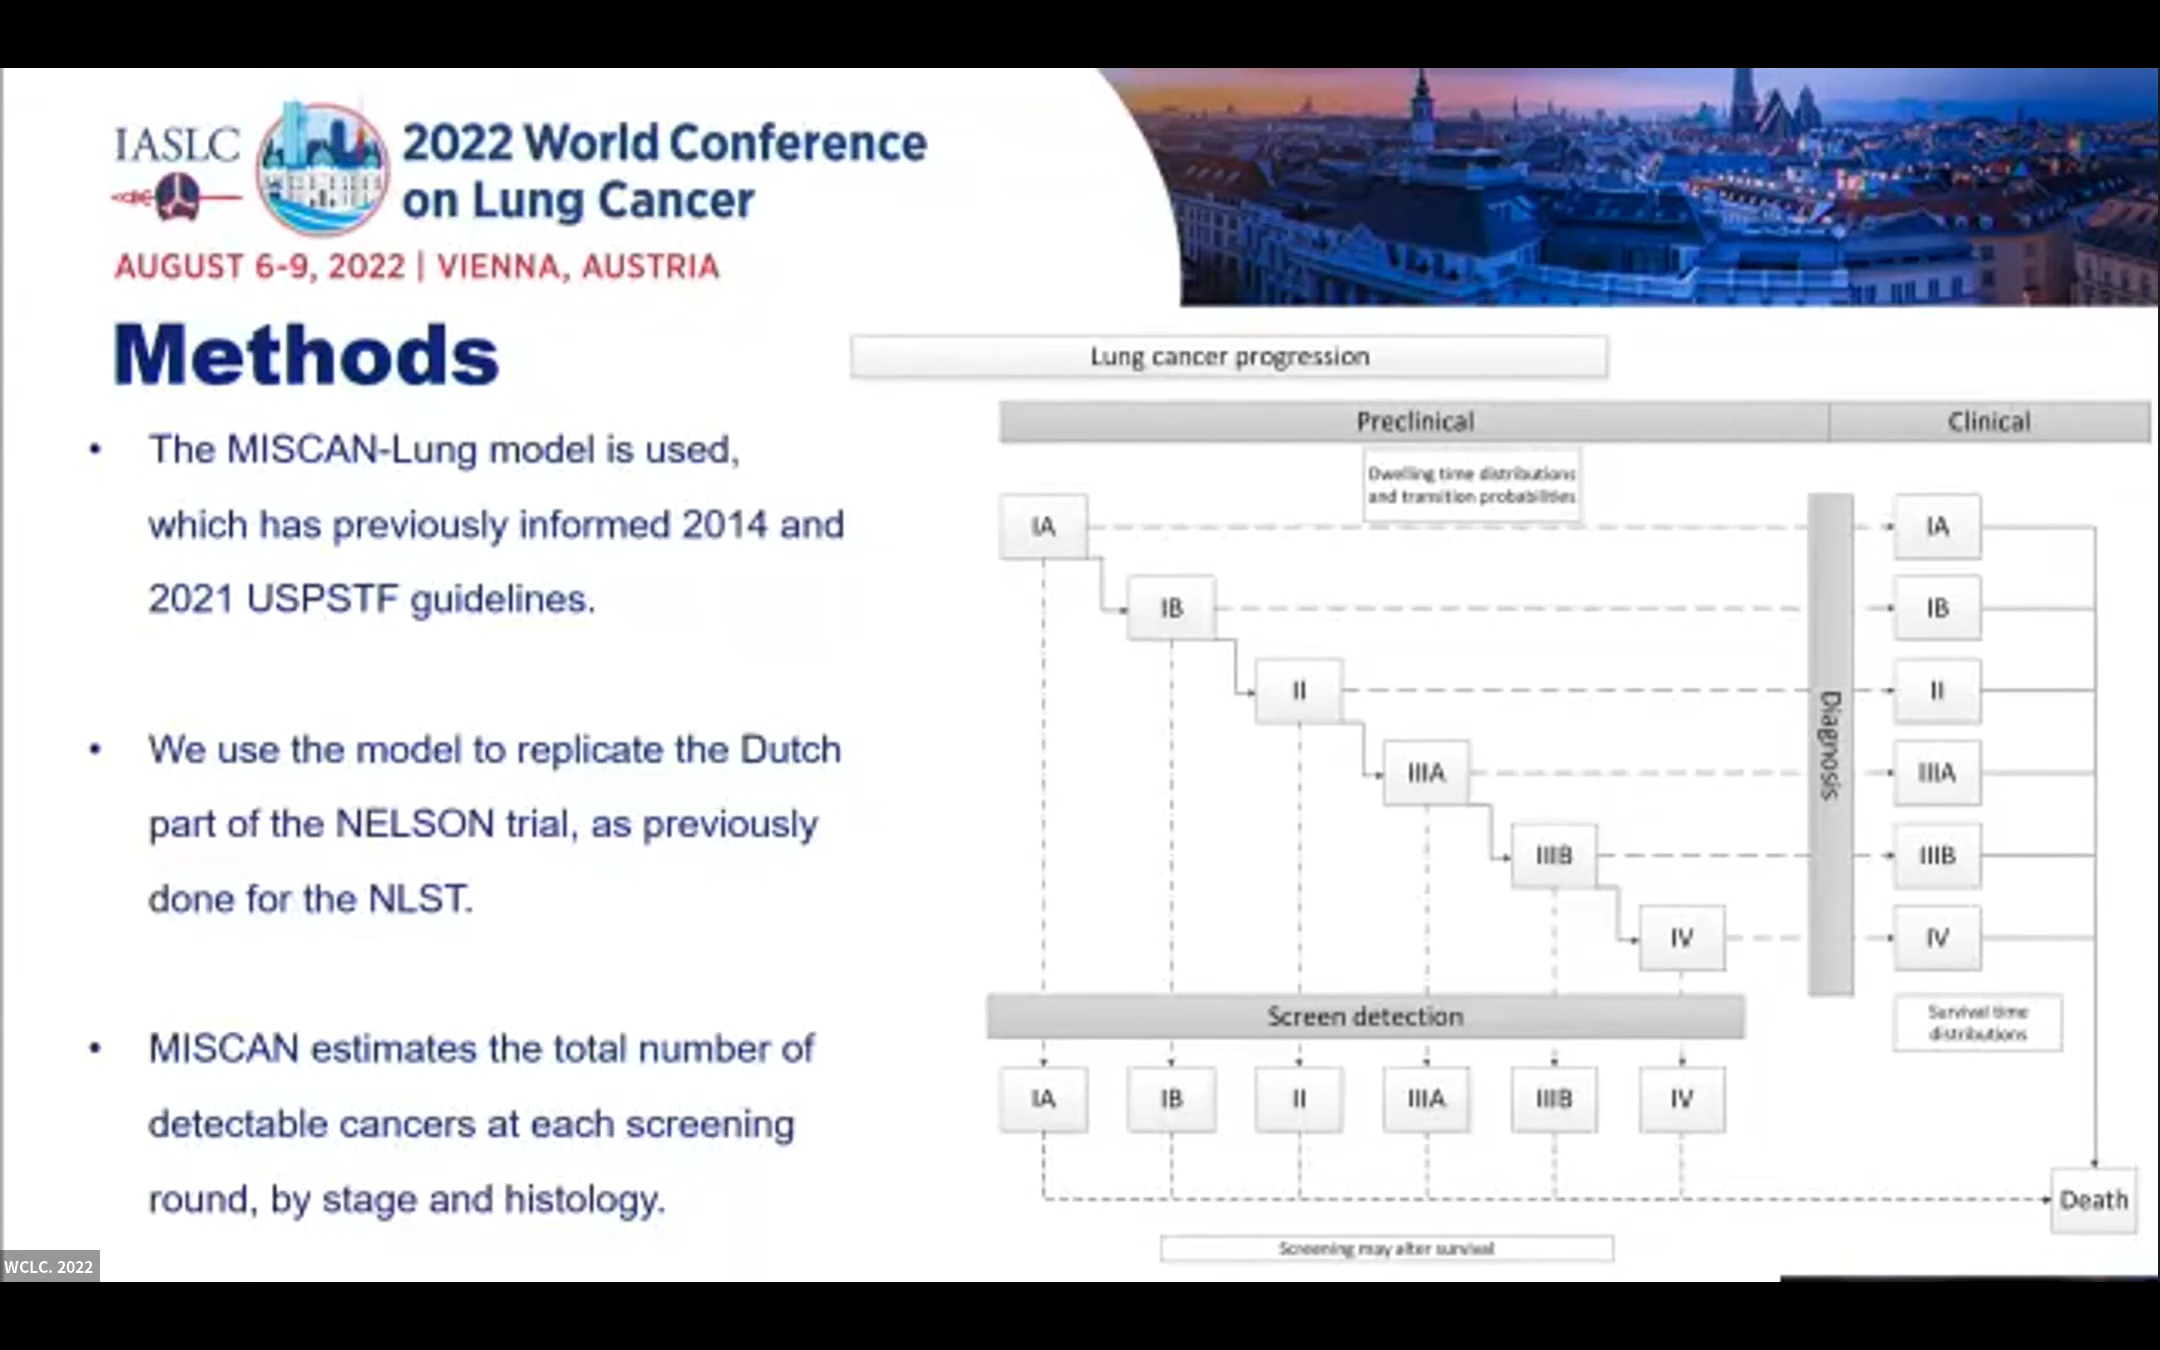 IASLC
2022 World Conference
on Lung Cancer
AUGUST 6-9, 2022 | VIENNA, AUSTRIA
Methods
• The MISCAN-Lung model is used,
which has previously informed 2014 and
2021 USPSTF guidelines.
• We use the model to replicate the Dutch
part of the NELSON trial, as previously
done for the NLST.
• MISCAN estimates the total number of
detectable cancers at each screening
round, by stage and histology.
Lung cancer progression
Preclinical
Clinical
Dwelling time distributions
and transition probabilities
IA
IA
IB
IB
II
II
Diagnosis
IIIA
IIIA
IIIB
IIIB
IV
IV
Screen detection
Survival time
distributions
IA
IB
II
IIIA
IIIB
IV
Death
Screening may alter survival
WCLC. 2022